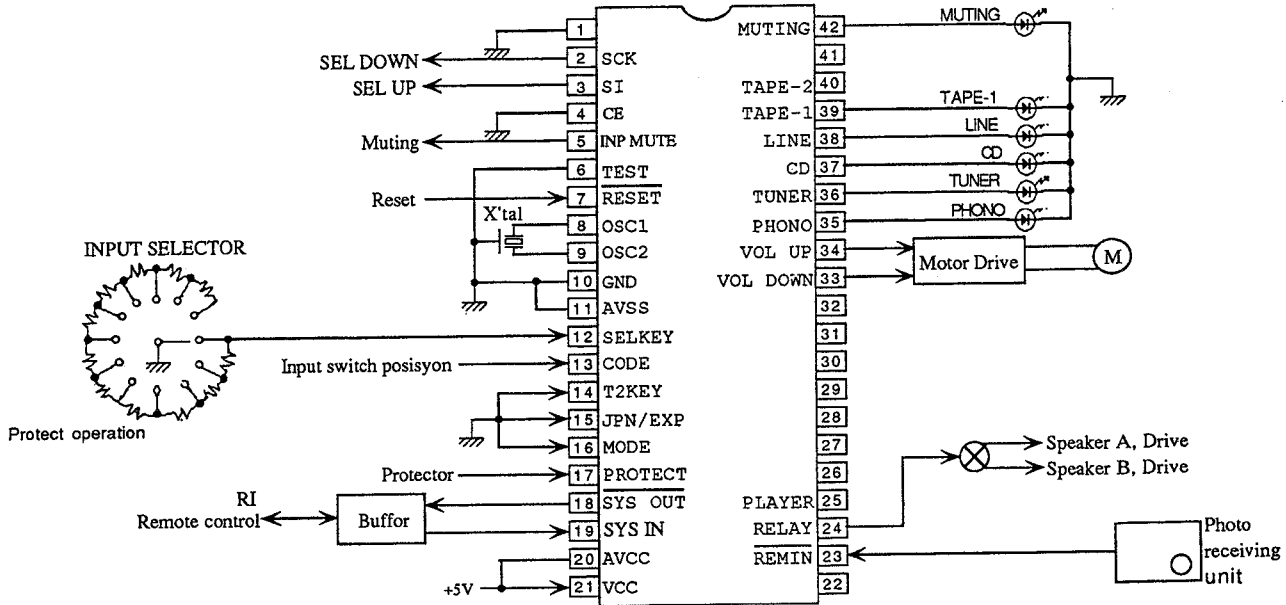 1
SEL DOWN 2 SCK
SEL UP 3 SI
4 CE
Muting 5 INP MUTE
6 TEST
Reset 7 RESET
X'tal
8 OSC1
9 OSC2
10 GND
11 AVSS
INPUT SELECTOR
12 SELKEY
Input switch posisyon 13 CODE
14 T2KEY
15 JPN/EXP
16 MODE
Protect operation
Protector 17 PROTECT
18 SYS OUT
RI
Remote control
Buffor
19 SYS IN
20 AVCC
+5V 21 VCC
MUTING 42 MUTING
41
TAPE-2 40
TAPE-1 39 TAPE-1
LINE 38 LiNE
CD 37 CD
TUNER 36 TUNER
PHONO 35 PHONO
VOL UP 34
Motor Drive
M
VOL DOWN 33
32
31
30
29
28
27
26
PLAYER 25
RELAY 24
Speaker A, Drive
Speaker B, Drive
REMIN 23
Photo
receiving
unit
22